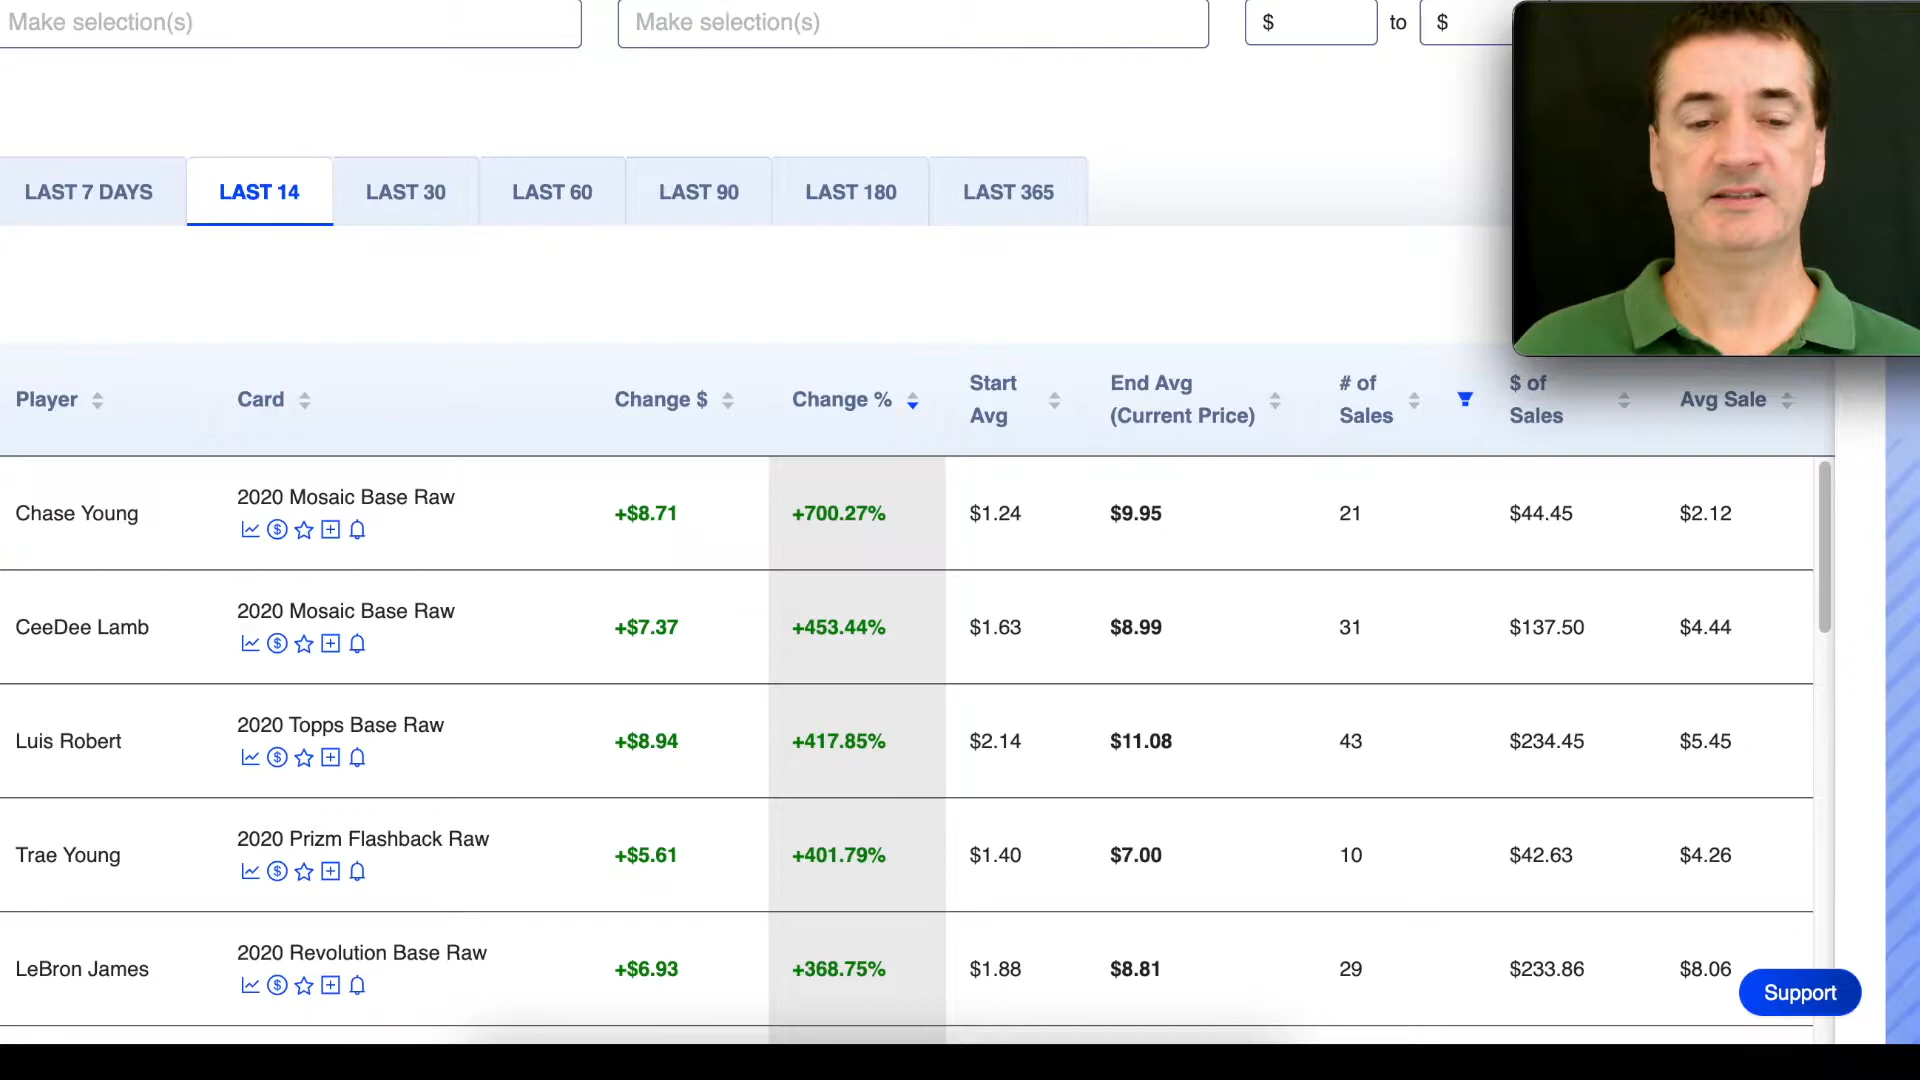 Make selection(s) Make selection(s) $ to $
LAST 7 DAYS LAST 14 LAST 30 LAST 60 LAST 90 LAST 180 LAST 365
Player Card Change $ Change % Start Avg End Avg (Current Price) # of Sales $ of Sales Avg Sale
Chase Young 2020 Mosaic Base Raw +$8.71 +700.27% $1.24 $9.95 21 $44.45 $2.12
CeeDee Lamb 2020 Mosaic Base Raw +$7.37 +453.44% $1.63 $8.99 31 $137.50 $4.44
Luis Robert 2020 Topps Base Raw +$8.94 +417.85% $2.14 $11.08 43 $234.45 $5.45
Trae Young 2020 Prizm Flashback Raw +$5.61 +401.79% $1.40 $7.00 10 $42.63 $4.26
LeBron James 2020 Revolution Base Raw +$6.93 +368.75% $1.88 $8.81 29 $233.86 $8.06
Support